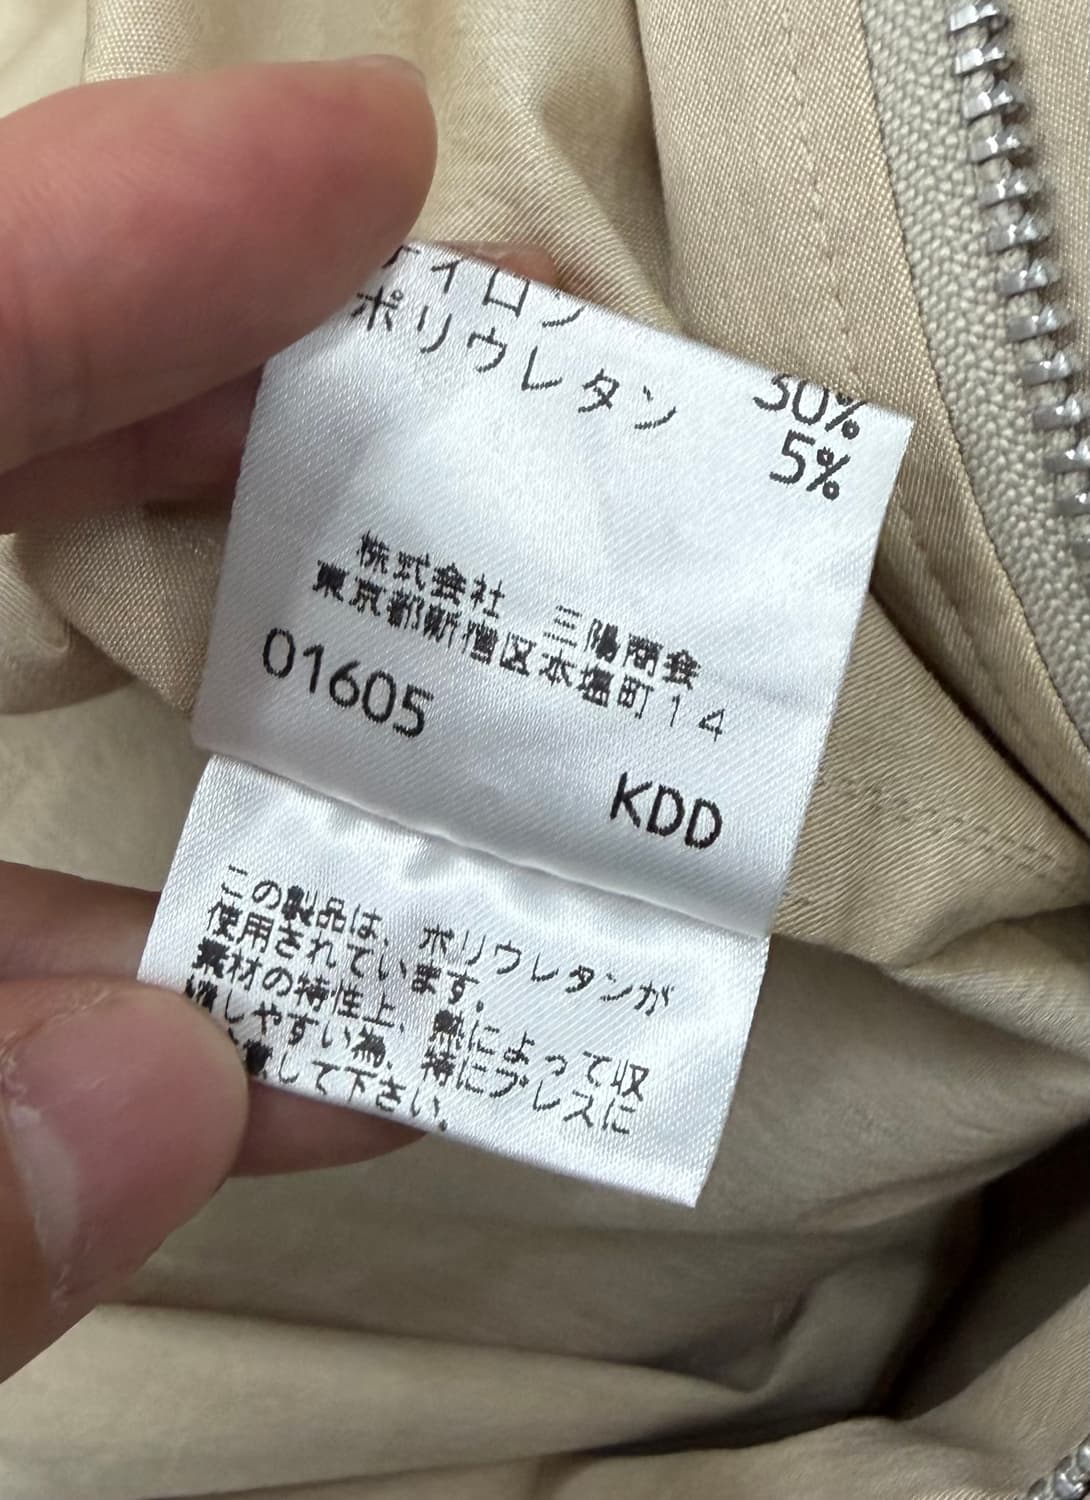 ナイロン 30%
ポリウレタン 5%
株式会社 三陽商会
東京都新宿区本塩町14
01605
KDD
この製品は、ポリウレタンが
使用されています。
素材の特性上、熱によって収
縮しやすい為、特にプレスに
意して下さい。